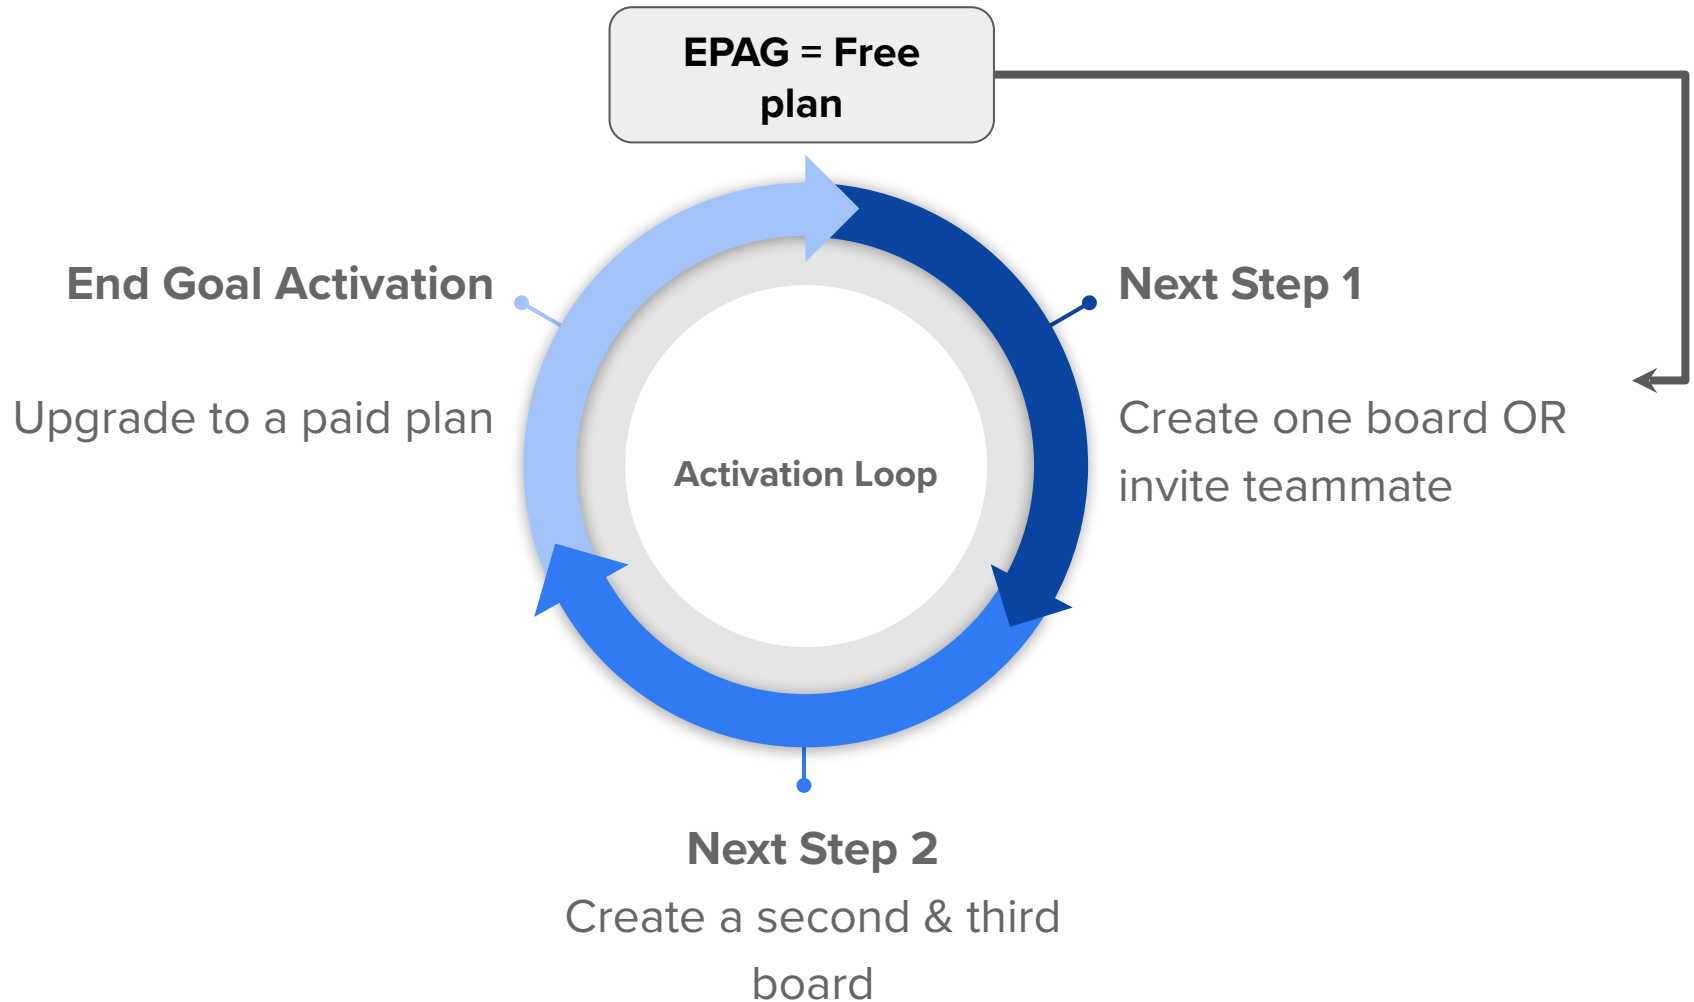 EPAG = Free
plan
End Goal Activation
Next Step 1
Upgrade to a paid plan
Create one board OR
invite teammate
Activation Loop
Next Step 2
Create a second & third
board